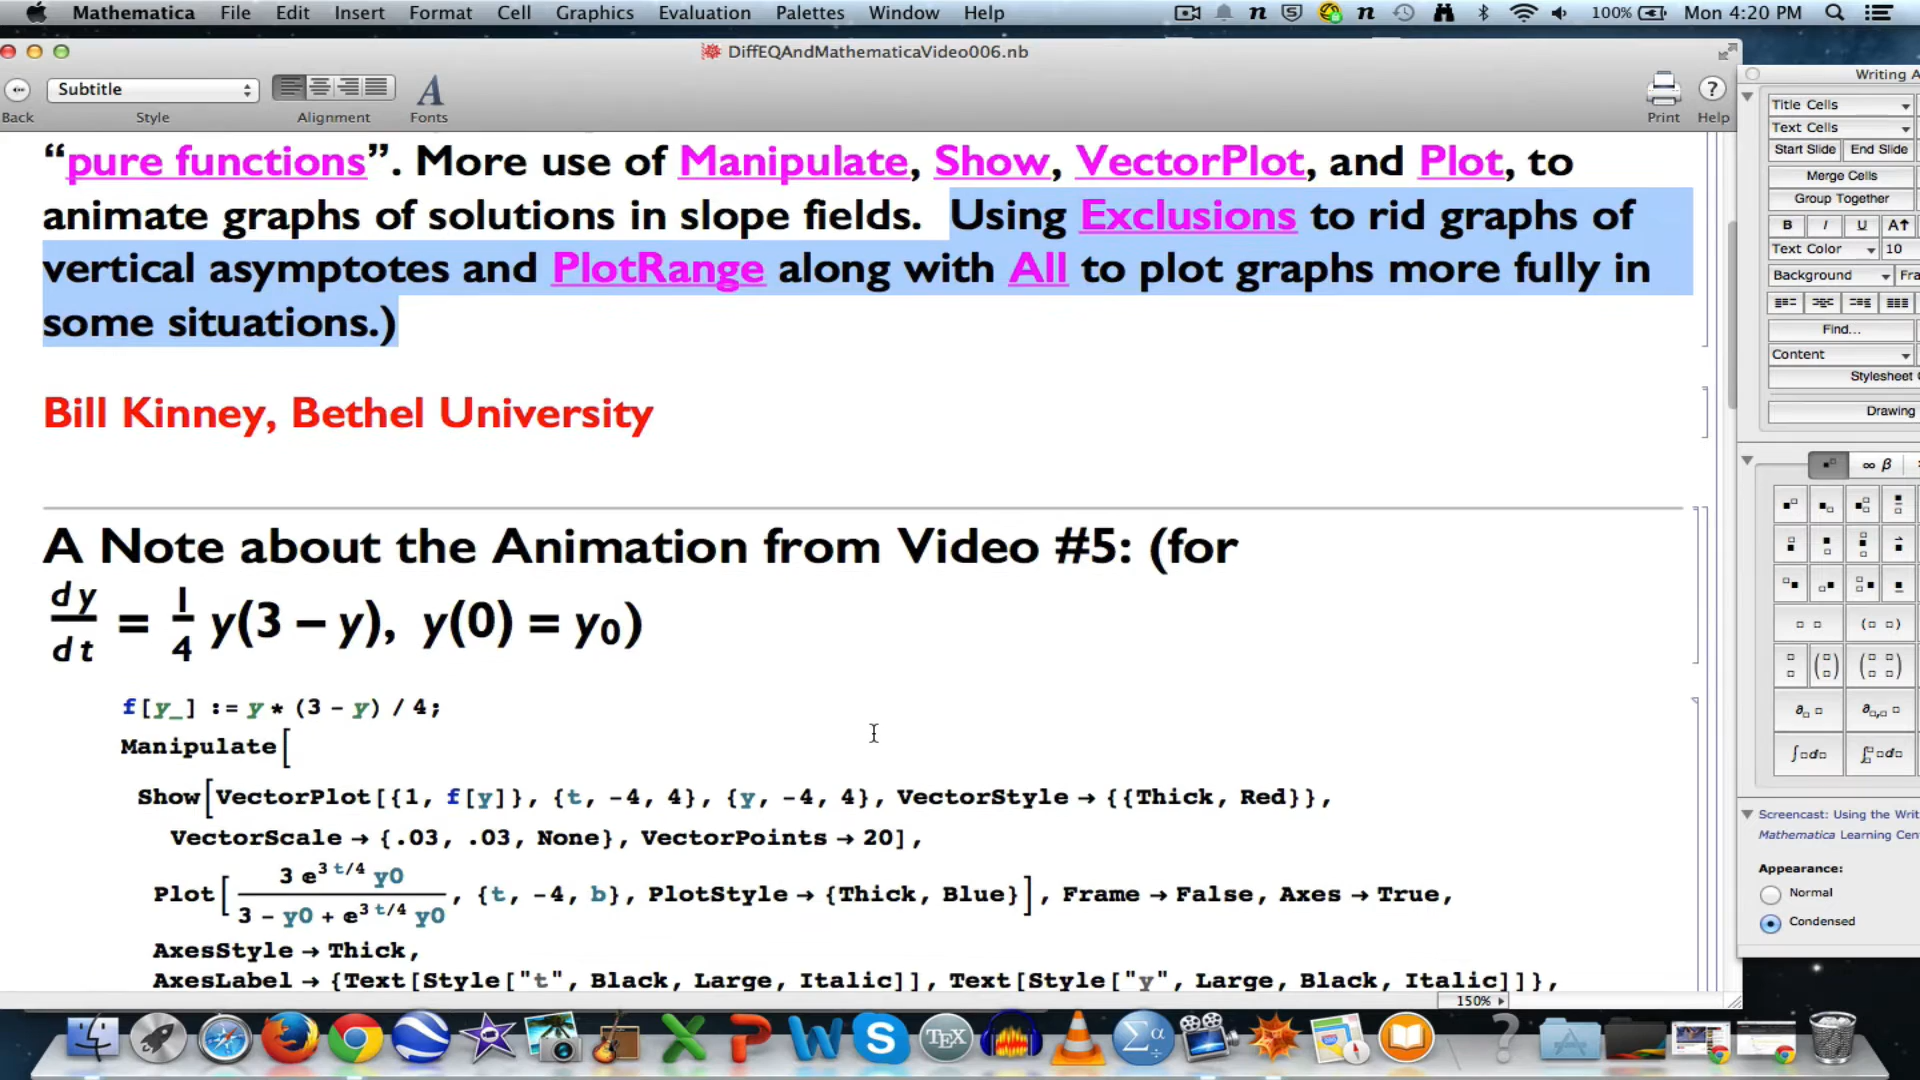 Mathematica File Edit Insert Format Cell Graphics Evaluation Palettes Window Help 100% Mon 4:20 PM
DiffEQAndMathematicaVideo006.nb
Subtitle
Back Style Alignment Fonts Print Help
“pure functions”. More use of Manipulate, Show, VectorPlot, and Plot, to
animate graphs of solutions in slope fields. Using Exclusions to rid graphs of
vertical asymptotes and PlotRange along with All to plot graphs more fully in
some situations.)
Bill Kinney, Bethel University
A Note about the Animation from Video #5: (for
dy/dt = 1/4 y(3 – y), y(0) = y₀)
f[y_] := y * (3 - y) / 4;
Manipulate[
Show[VectorPlot[{1, f[y]}, {t, -4, 4}, {y, -4, 4}, VectorStyle → {{Thick, Red}},
VectorScale → {.03, .03, None}, VectorPoints → 20],
Plot[ 3 e^(3 t/4) y0 / (3 - y0 + e^(3 t/4) y0), {t, -4, b}, PlotStyle → {Thick, Blue}], Frame → False, Axes → True,
AxesStyle → Thick,
AxesLabel → {Text[Style["t", Black, Large, Italic]], Text[Style["y", Large, Black, Italic]]},
150%
Writing A
Title Cells
Text Cells
Start Slide End Slide
Merge Cells
Group Together
B I U A
Text Color 10
Background Fra
Find...
Content
Stylesheet
Drawing
∞ β
∂
∫ d
Screencast: Using the Writ
Mathematica Learning Cen
Appearance:
Normal
Condensed
W
S
TEX
Σα
?